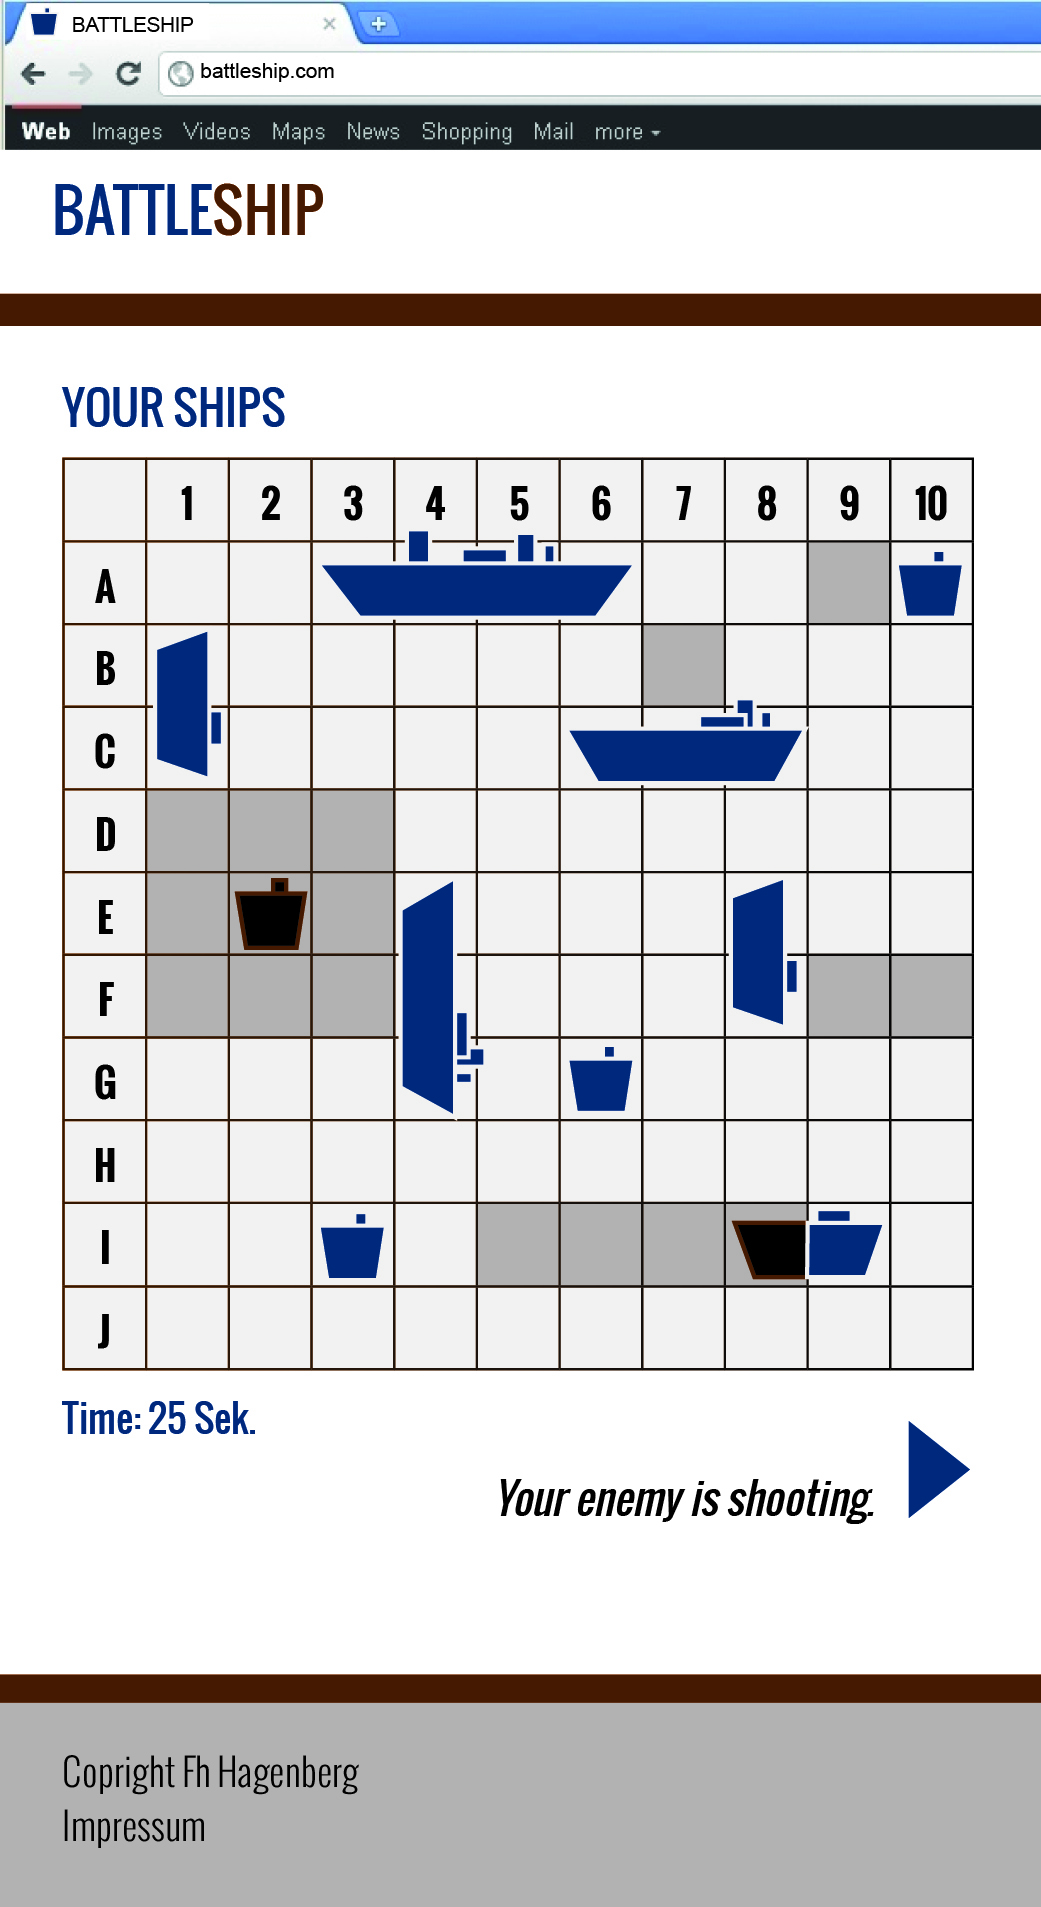 BATTLESHIP
battleship.com
Web Images Videos Maps News Shopping Mail more
BATTLESHIP
YOUR SHIPS
1 2 3 4 5 6 7 8 9 10
A
B
C
D
E
F
G
H
I
J
Time: 25 Sek.
Your enemy is shooting.
Copright Fh Hagenberg
Impressum